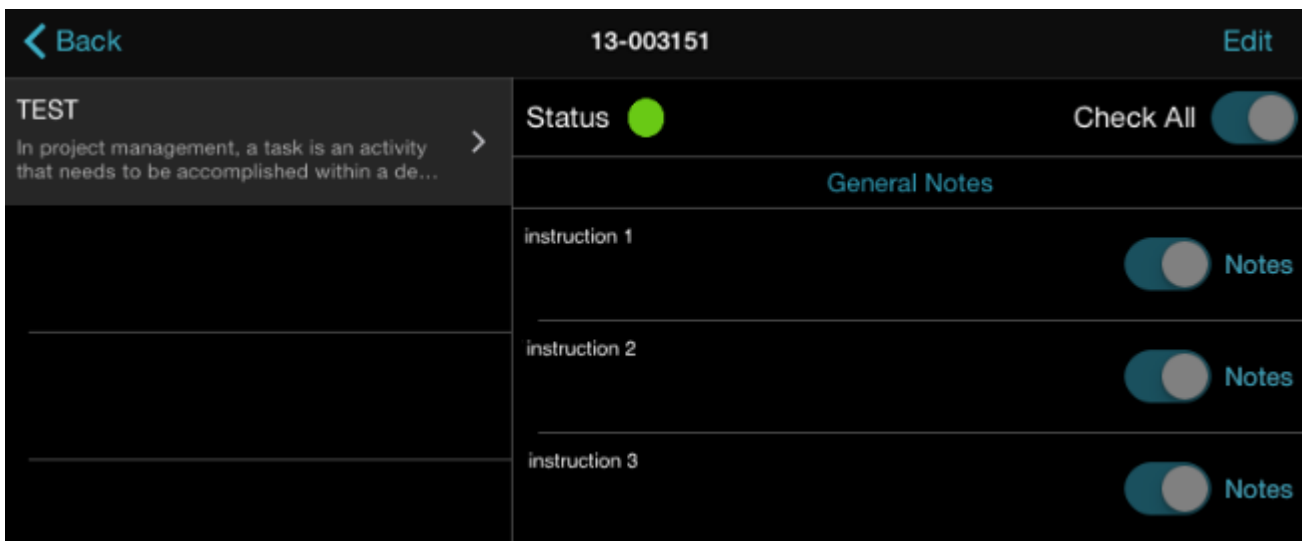 Back
13-003151
Edit
TEST
In project management, a task is an activity
that needs to be accomplished within a de...
Status
Check All
General Notes
instruction 1
Notes
instruction 2
Notes
instruction 3
Notes